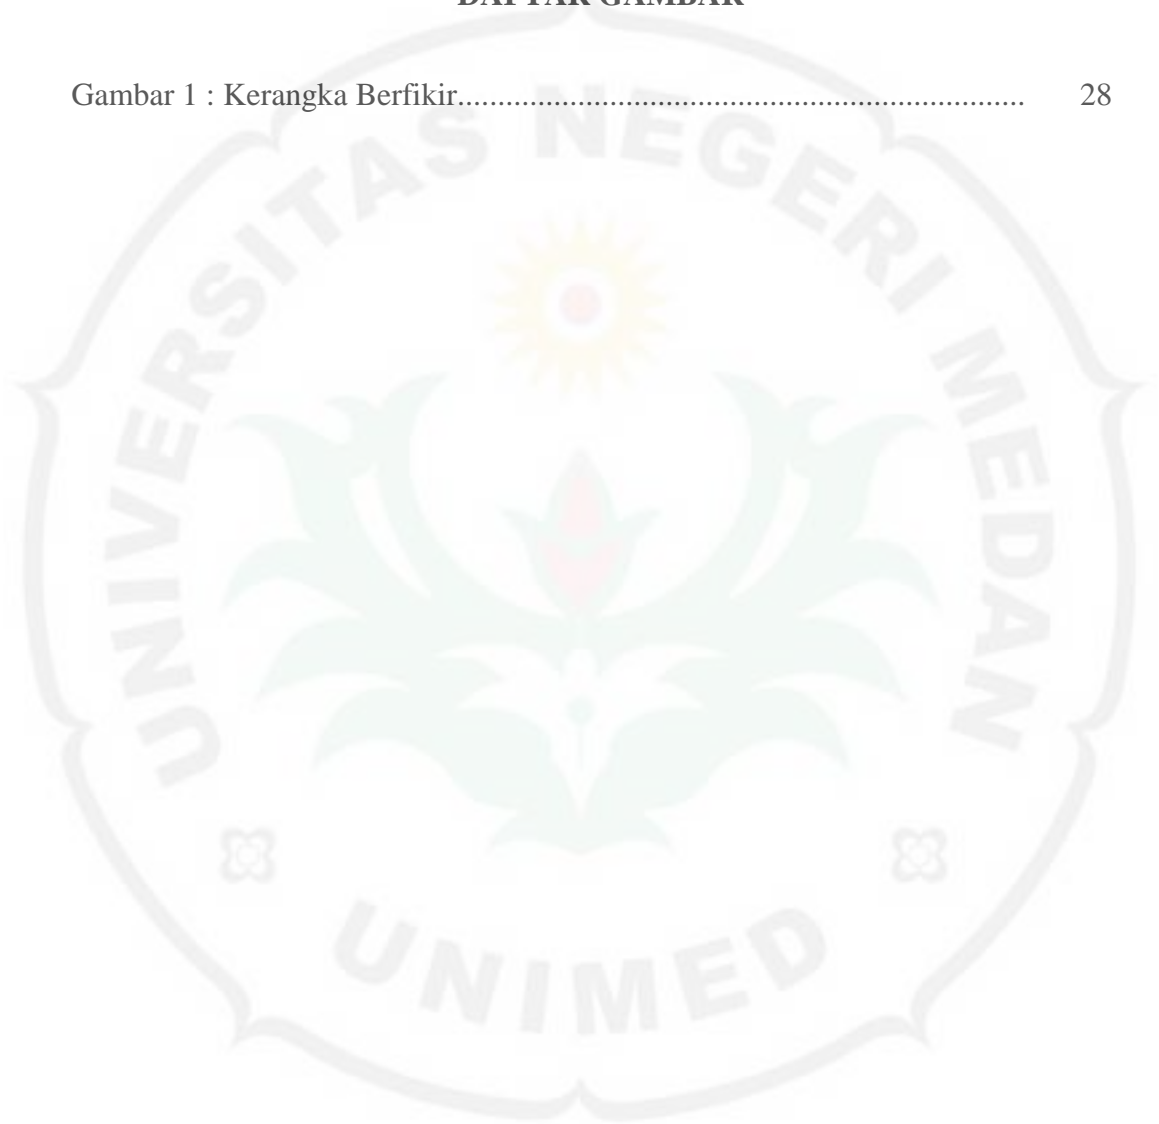 DAFTAR GAMBAR
Gambar 1 : Kerangka Berfikir...................................................................... 28
UNIVERSITAS NEGERI MEDAN
UNIMED